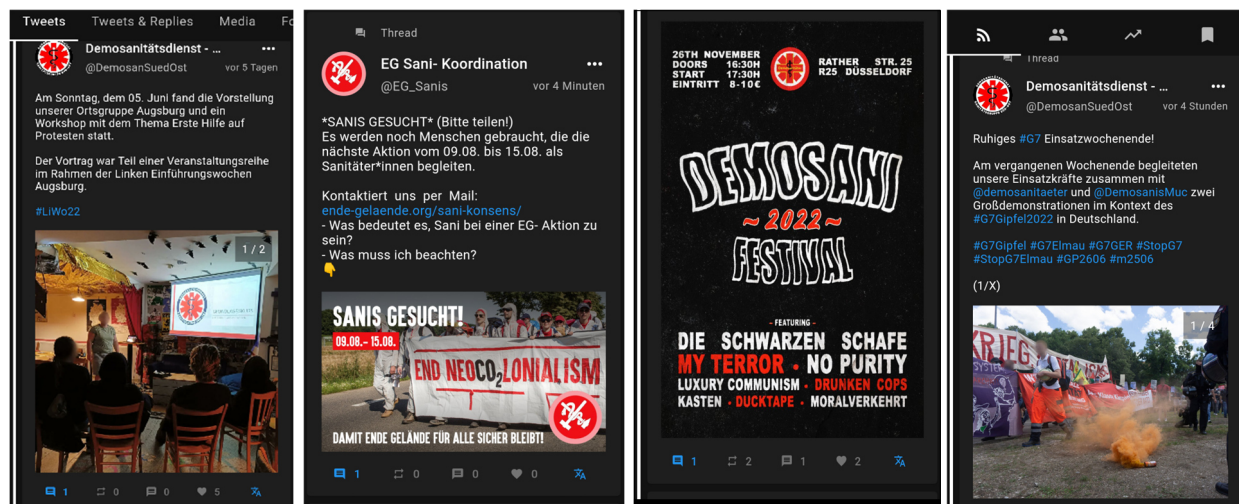 Tweets
Tweets & Replies
Media
Demosanitätsdienst - ...
@DemosanSuedOst
vor 5 Tagen
Am Sonntag, dem 05. Juni fand die Vorstellung
unserer Ortsgruppe Augsburg und ein
Workshop mit dem Thema Erste Hilfe auf
Protesten statt.
Der Vortrag war Teil einer Veranstaltungsreihe
im Rahmen der Linken Einführungswochen
Augsburg.
#LiWo22
1 / 2
1 0 0 5
Thread
EG Sani- Koordination
@EG_Sanis
vor 4 Minuten
*SANIS GESUCHT* (Bitte teilen!)
Es werden noch Menschen gebraucht, die die
nächste Aktion vom 09.08. bis 15.08. als
Sanitäter*innen begleiten.
Kontaktiert uns per Mail:
ende-gelaende.org/sani-konsens/
- Was bedeutet es, Sani bei einer EG- Aktion zu
sein?
- Was muss ich beachten?
SANIS GESUCHT!
09.08.- 15.08.
END NEOCO₂LONIALISM
DAMIT ENDE GELÄNDE FÜR ALLE SICHER BLEIBT!
1 0 0 0
26TH NOVEMBER
DOORS 16:30H
START 17:30H
EINTRITT 8-10€
RATHER STR. 25
R25 DÜSSELDORF
DEMOSANI
~ 2022 ~
FESTIVAL
- FEATURING -
DIE SCHWARZEN SCHAFE
MY TERROR · NO PURITY
LUXURY COMMUNISM · DRUNKEN COPS
KASTEN · DUCKTAPE · MORALVERKEHRT
1 2 1 2
Thread
Demosanitätsdienst - ...
@DemosanSuedOst
vor 4 Stunden
Ruhiges #G7 Einsatzwochenende!
Am vergangenen Wochenende begleiteten
unsere Einsatzkräfte zusammen mit
@demosanitaeter und @DemosanisMuc zwei
Großdemonstrationen im Kontext des
#G7Gipfel2022 in Deutschland.
#G7Gipfel #G7Elmau #G7GER #StopG7
#StopG7Elmau #GP2606 #m2506
(1/X)
1 / 4
KRIEG